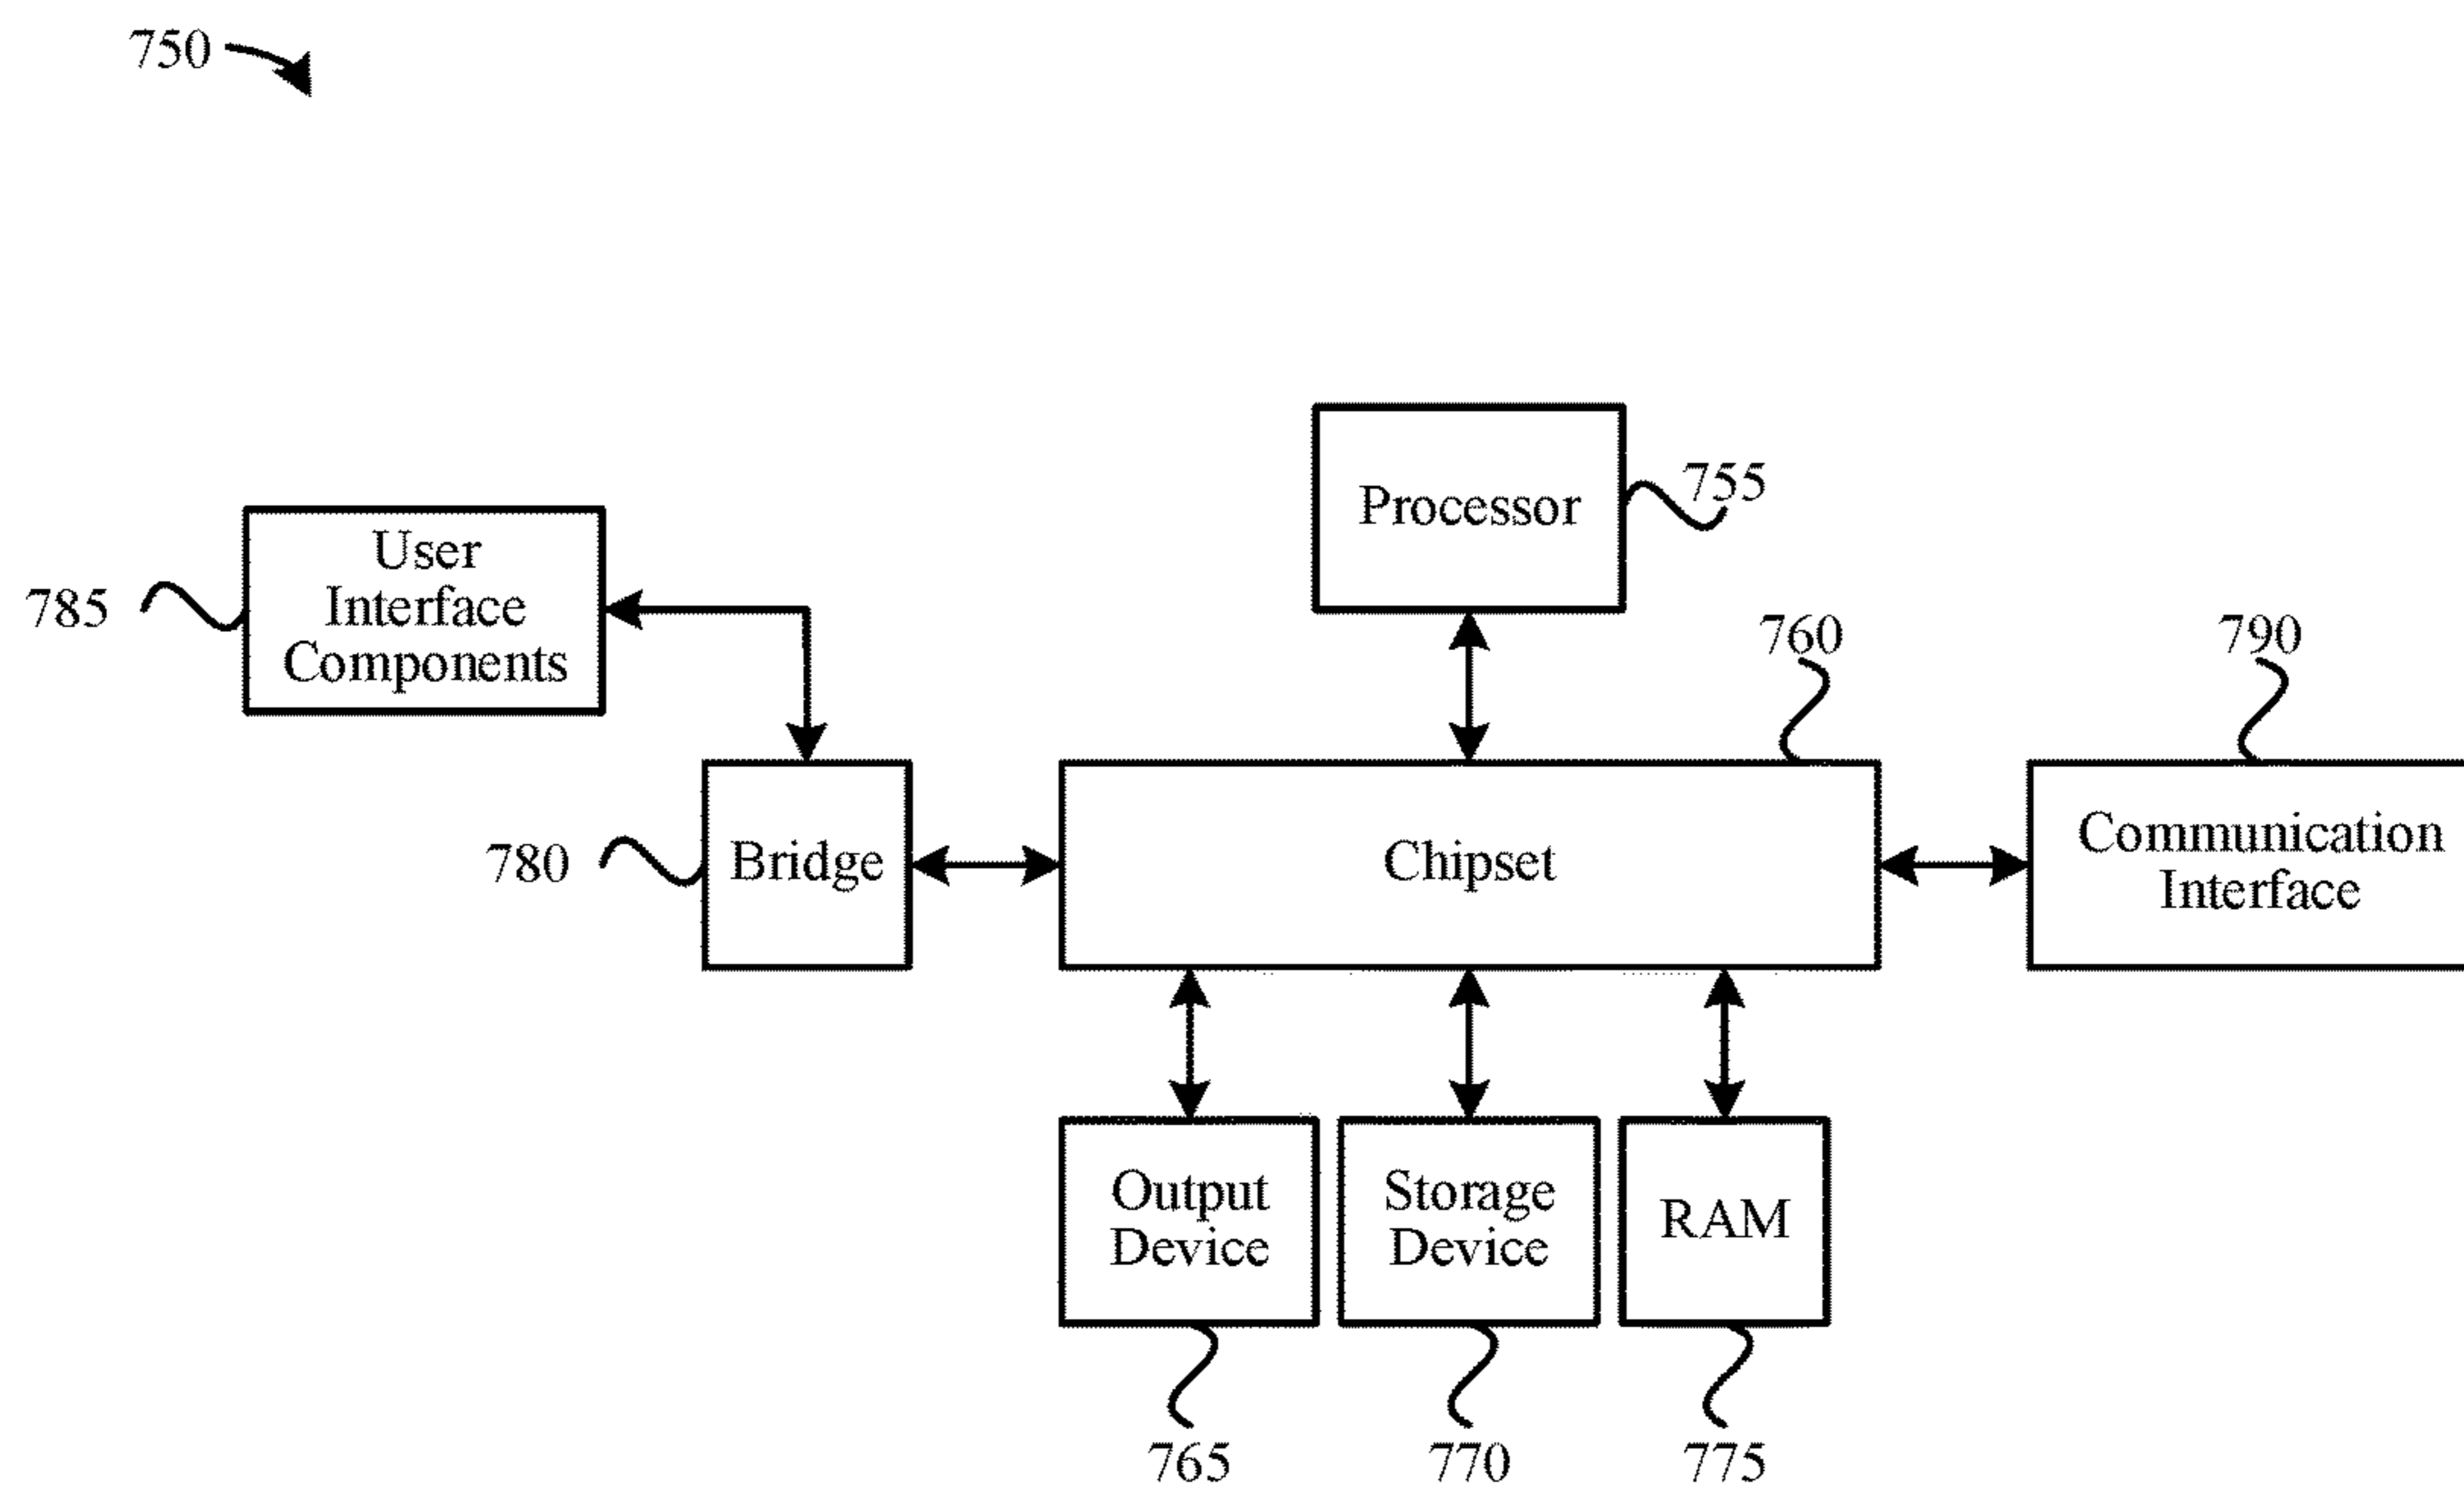 750
Processor
755
User
Interface
Components
785
760
790
Bridge
780
Chipset
Communication
Interface
Output
Device
Storage
Device
RAM
765
770
775